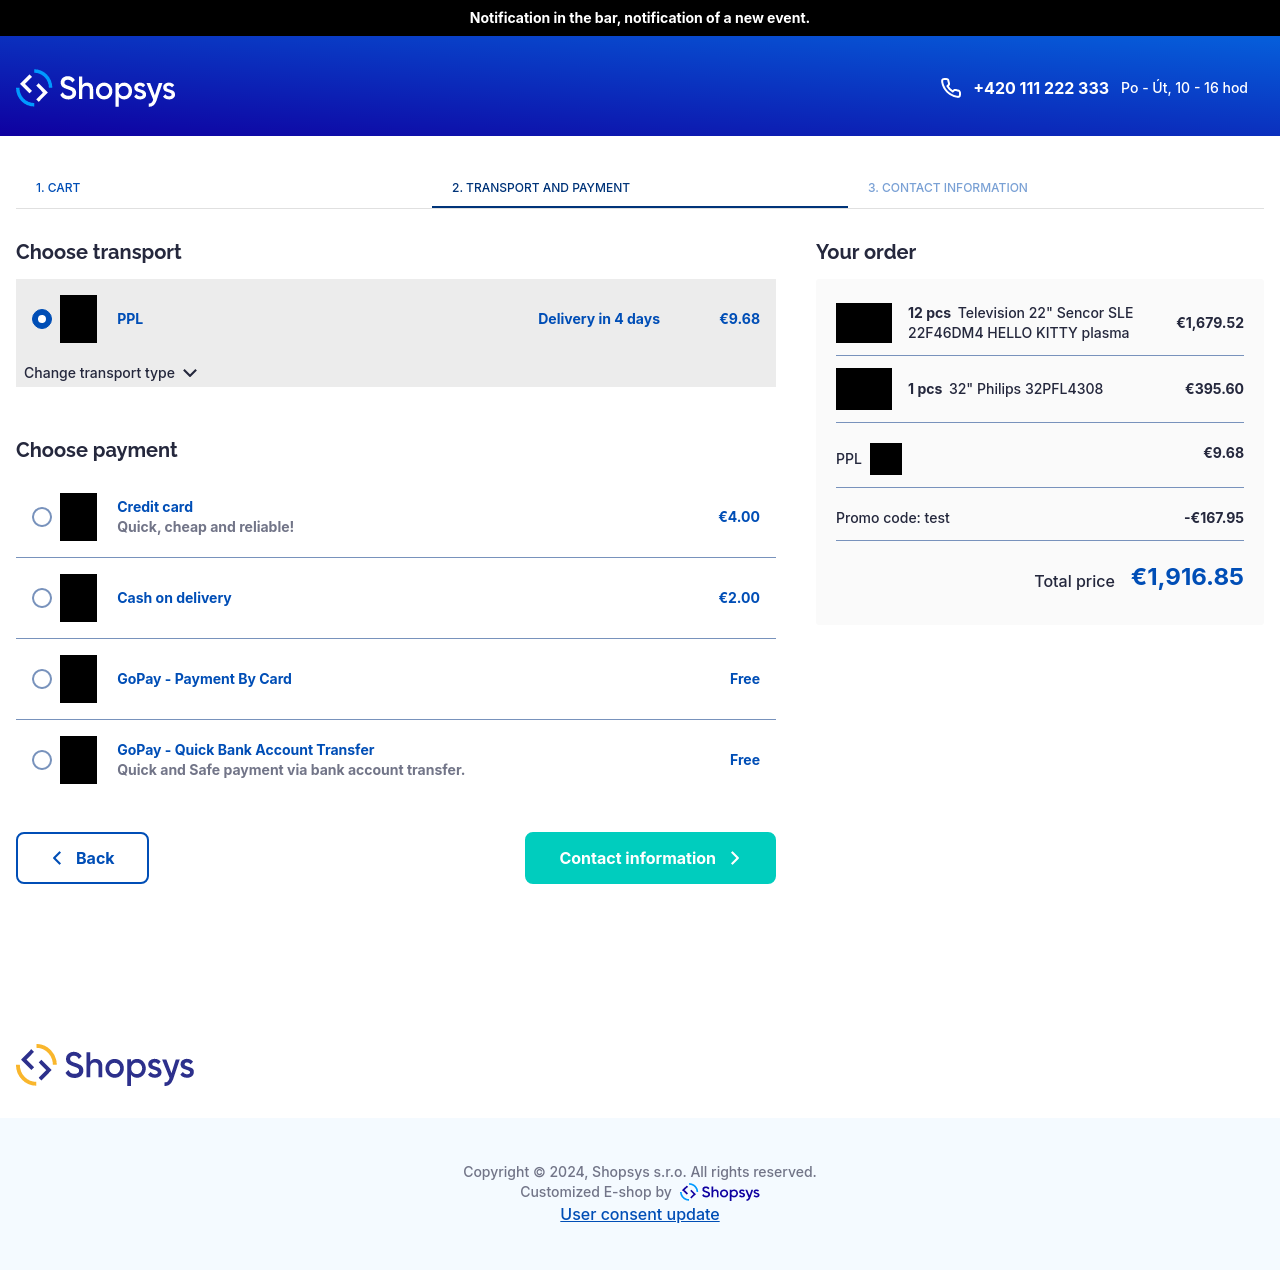 Notification in the bar, notification of a new event.
Shopsys
+420 111 222 333 Po - Út, 10 - 16 hod
1. CART
2. TRANSPORT AND PAYMENT
3. CONTACT INFORMATION
Choose transport
PPL Delivery in 4 days €9.68
Change transport type
Choose payment
Credit card
Quick, cheap and reliable!
€4.00
Cash on delivery €2.00
GoPay - Payment By Card Free
GoPay - Quick Bank Account Transfer
Quick and Safe payment via bank account transfer.
Free
Back
Contact information
Your order
12 pcs Television 22" Sencor SLE
22F46DM4 HELLO KITTY plasma
€1,679.52
1 pcs 32" Philips 32PFL4308 €395.60
PPL €9.68
Promo code: test -€167.95
Total price €1,916.85
Shopsys
Copyright © 2024, Shopsys s.r.o. All rights reserved.
Customized E-shop by Shopsys
User consent update